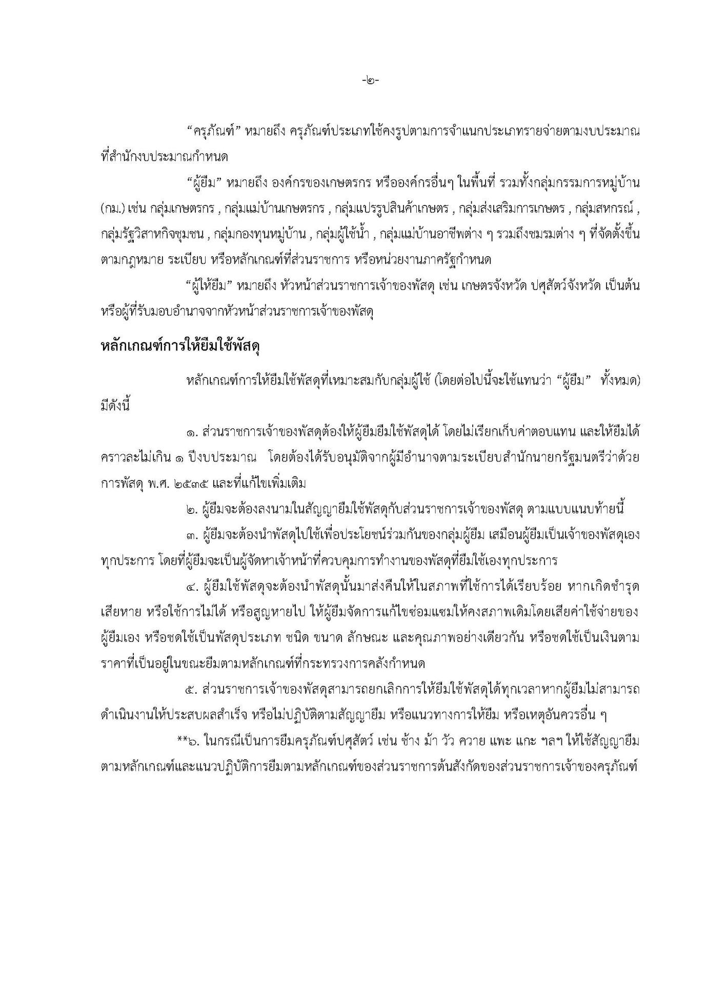 -๒-
“ครุภัณฑ์” หมายถึง ครุภัณฑ์ประเภทใช้คงรูปตามการจำแนกประเภทรายจ่ายตามงบประมาณ
ที่สำนักงบประมาณกำหนด
“ผู้ยืม” หมายถึง องค์กรของเกษตรกร หรือองค์กรอื่นๆ ในพื้นที่ รวมทั้งกลุ่มกรรมการหมู่บ้าน
(กม.) เช่น กลุ่มเกษตรกร , กลุ่มแม่บ้านเกษตรกร , กลุ่มแปรรูปสินค้าเกษตร , กลุ่มส่งเสริมการเกษตร , กลุ่มสหกรณ์ ,
กลุ่มรัฐวิสาหกิจชุมชน , กลุ่มกองทุนหมู่บ้าน , กลุ่มผู้ใช้น้ำ , กลุ่มแม่บ้านอาชีพต่าง ๆ รวมถึงชมรมต่าง ๆ ที่จัดตั้งขึ้น
ตามกฎหมาย ระเบียบ หรือหลักเกณฑ์ที่ส่วนราชการ หรือหน่วยงานภาครัฐกำหนด
“ผู้ให้ยืม” หมายถึง หัวหน้าส่วนราชการเจ้าของพัสดุ เช่น เกษตรจังหวัด ปศุสัตว์จังหวัด เป็นต้น
หรือผู้ที่รับมอบอำนาจจากหัวหน้าส่วนราชการเจ้าของพัสดุ
หลักเกณฑ์การให้ยืมใช้พัสดุ
หลักเกณฑ์การให้ยืมใช้พัสดุที่เหมาะสมกับกลุ่มผู้ใช้ (โดยต่อไปนี้จะใช้แทนว่า “ผู้ยืม” ทั้งหมด)
มีดังนี้
๑. ส่วนราชการเจ้าของพัสดุต้องให้ผู้ยืมยืมใช้พัสดุได้ โดยไม่เรียกเก็บค่าตอบแทน และให้ยืมได้
คราวละไม่เกิน ๑ ปีงบประมาณ โดยต้องได้รับอนุมัติจากผู้มีอำนาจตามระเบียบสำนักนายกรัฐมนตรีว่าด้วย
การพัสดุ พ.ศ. ๒๕๓๕ และที่แก้ไขเพิ่มเติม
๒. ผู้ยืมจะต้องลงนามในสัญญายืมใช้พัสดุกับส่วนราชการเจ้าของพัสดุ ตามแบบแนบท้ายนี้
๓. ผู้ยืมจะต้องนำพัสดุไปใช้เพื่อประโยชน์ร่วมกันของกลุ่มผู้ยืม เสมือนผู้ยืมเป็นเจ้าของพัสดุเอง
ทุกประการ โดยที่ผู้ยืมจะเป็นผู้จัดหาเจ้าหน้าที่ควบคุมการทำงานของพัสดุที่ยืมใช้เองทุกประการ
๔. ผู้ยืมใช้พัสดุจะต้องนำพัสดุนั้นมาส่งคืนให้ในสภาพที่ใช้การได้เรียบร้อย หากเกิดชำรุด
เสียหาย หรือใช้การไม่ได้ หรือสูญหายไป ให้ผู้ยืมจัดการแก้ไขซ่อมแซมให้คงสภาพเดิมโดยเสียค่าใช้จ่ายของ
ผู้ยืมเอง หรือชดใช้เป็นพัสดุประเภท ชนิด ขนาด ลักษณะ และคุณภาพอย่างเดียวกัน หรือชดใช้เป็นเงินตาม
ราคาที่เป็นอยู่ในขณะยืมตามหลักเกณฑ์ที่กระทรวงการคลังกำหนด
๕. ส่วนราชการเจ้าของพัสดุสามารถยกเลิกการให้ยืมใช้พัสดุได้ทุกเวลาหากผู้ยืมไม่สามารถ
ดำเนินงานให้ประสบผลสำเร็จ หรือไม่ปฏิบัติตามสัญญายืม หรือแนวทางการให้ยืม หรือเหตุอันควรอื่น ๆ
**๖. ในกรณีเป็นการยืมครุภัณฑ์ปศุสัตว์ เช่น ช้าง ม้า วัว ควาย แพะ แกะ ฯลฯ ให้ใช้สัญญายืม
ตามหลักเกณฑ์และแนวปฏิบัติการยืมตามหลักเกณฑ์ของส่วนราชการต้นสังกัดของส่วนราชการเจ้าของครุภัณฑ์